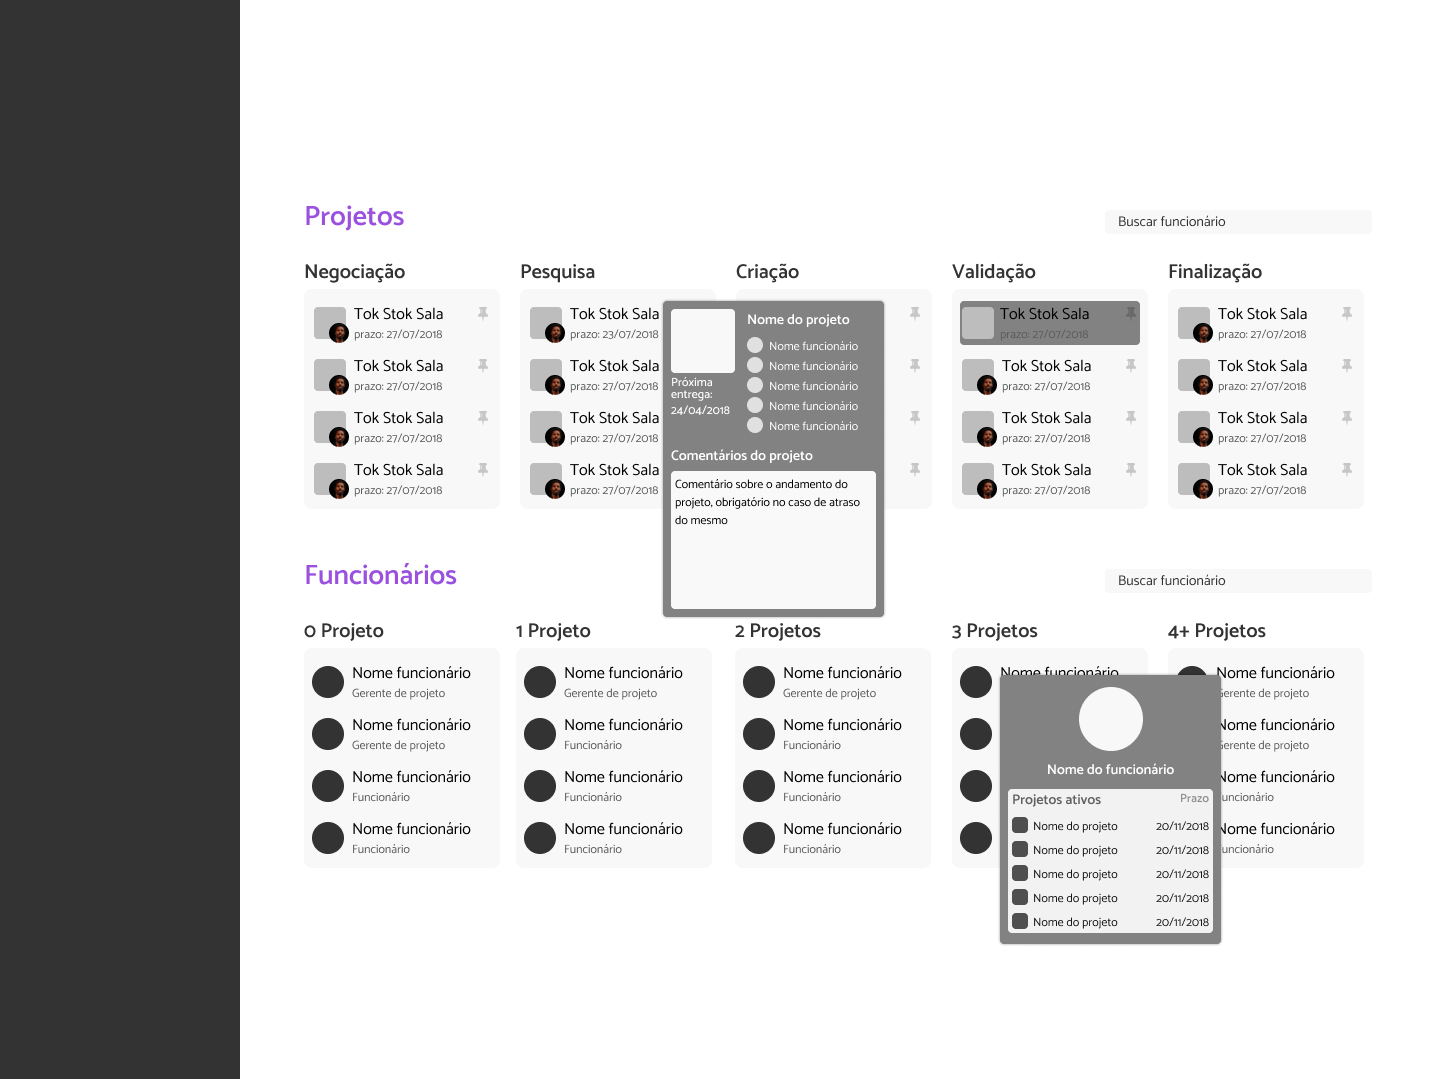 Projetos
Buscar funcionário
Negociação
Tok Stok Sala
prazo: 27/07/2018
Tok Stok Sala
prazo: 27/07/2018
Tok Stok Sala
prazo: 27/07/2018
Tok Stok Sala
prazo: 27/07/2018
Pesquisa
Tok Stok Sala
prazo: 23/07/2018
Tok Stok Sala
prazo: 27/07/2018
Tok Stok Sala
prazo: 27/07/2018
Tok Stok Sala
prazo: 27/07/2018
Criação
Nome do projeto
Nome funcionário
Nome funcionário
Nome funcionário
Nome funcionário
Nome funcionário
Próxima
entrega:
24/04/2018
Comentários do projeto
Comentário sobre o andamento do
projeto, obrigatório no caso de atraso
do mesmo
Validação
Tok Stok Sala
prazo: 27/07/2018
Tok Stok Sala
prazo: 27/07/2018
Tok Stok Sala
prazo: 27/07/2018
Tok Stok Sala
prazo: 27/07/2018
Finalização
Tok Stok Sala
prazo: 27/07/2018
Tok Stok Sala
prazo: 27/07/2018
Tok Stok Sala
prazo: 27/07/2018
Tok Stok Sala
prazo: 27/07/2018
Funcionários
Buscar funcionário
0 Projeto
Nome funcionário
Gerente de projeto
Nome funcionário
Gerente de projeto
Nome funcionário
Funcionário
Nome funcionário
Funcionário
1 Projeto
Nome funcionário
Gerente de projeto
Nome funcionário
Funcionário
Nome funcionário
Funcionário
Nome funcionário
Funcionário
2 Projetos
Nome funcionário
Gerente de projeto
Nome funcionário
Funcionário
Nome funcionário
Funcionário
Nome funcionário
Funcionário
3 Projetos
Nome funcionário
Nome do funcionário
Projetos ativos Prazo
Nome do projeto 20/11/2018
Nome do projeto 20/11/2018
Nome do projeto 20/11/2018
Nome do projeto 20/11/2018
Nome do projeto 20/11/2018
4+ Projetos
Nome funcionário
Gerente de projeto
Nome funcionário
Gerente de projeto
Nome funcionário
uncionário
Nome funcionário
uncionário